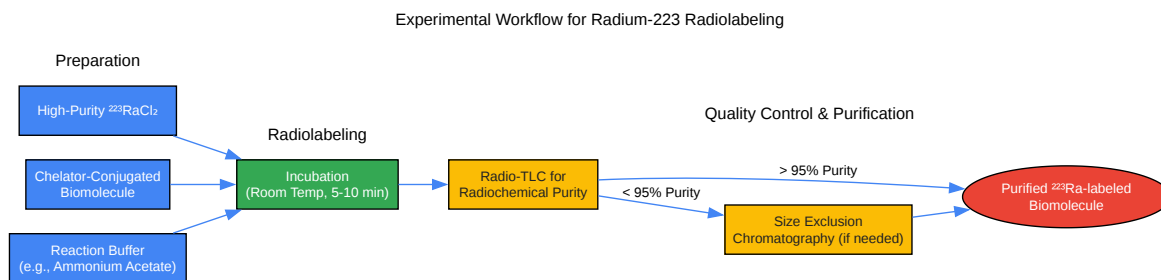 Experimental Workflow for Radium-223 Radiolabeling
Preparation
High-Purity ²²³RaCl₂
Chelator-Conjugated
Biomolecule
Reaction Buffer
(e.g., Ammonium Acetate)
Radiolabeling
Incubation
(Room Temp, 5-10 min)
Quality Control & Purification
Radio-TLC for
Radiochemical Purity
> 95% Purity
< 95% Purity
Size Exclusion
Chromatography (if needed)
Purified ²²³Ra-labeled
Biomolecule